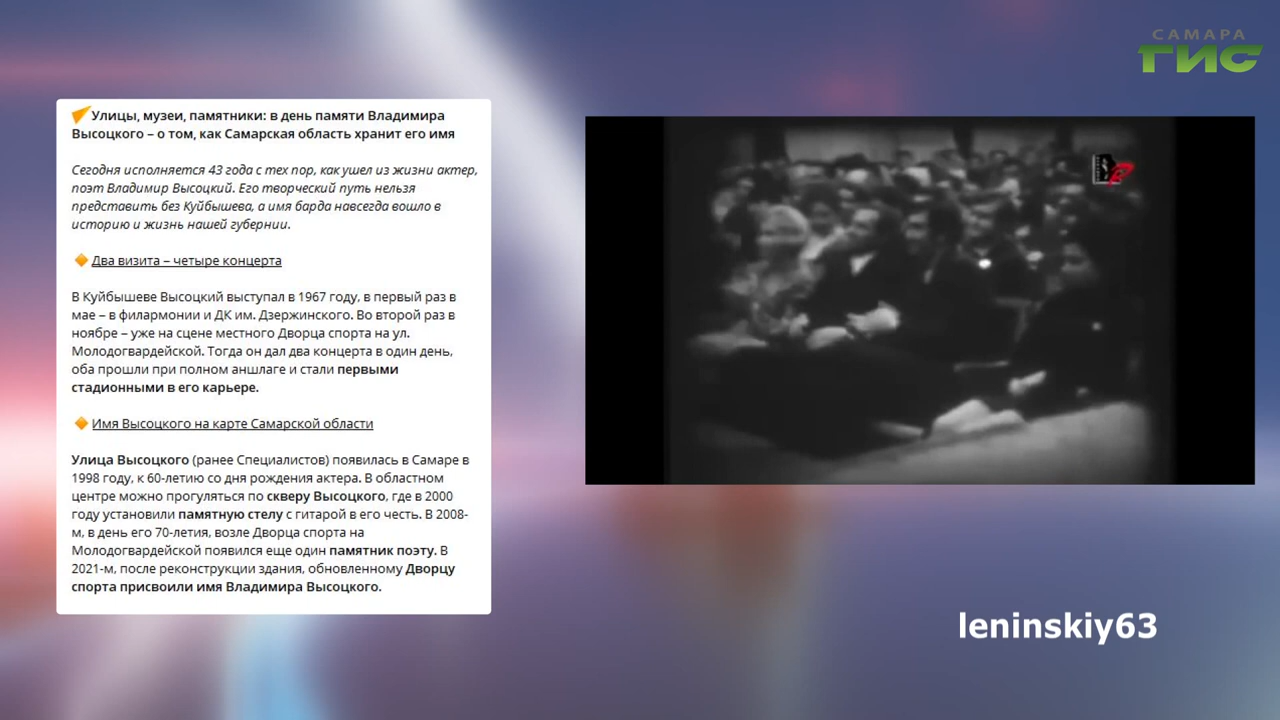 САМАРА
ГИС
Улицы, музеи, памятники: в день памяти Владимира
Высоцкого – о том, как Самарская область хранит его имя
Сегодня исполняется 43 года с тех пор, как ушел из жизни актер,
поэт Владимир Высоцкий. Его творческий путь нельзя
представить без Куйбышева, а имя барда навсегда вошло в
историю и жизнь нашей губернии.
Два визита – четыре концерта
В Куйбышеве Высоцкий выступал в 1967 году, в первый раз в
мае – в филармонии и ДК им. Дзержинского. Во второй раз в
ноябре – уже на сцене местного Дворца спорта на ул.
Молодогвардейской. Тогда он дал два концерта в один день,
оба прошли при полном аншлаге и стали первыми
стадионными в его карьере.
Имя Высоцкого на карте Самарской области
Улица Высоцкого (ранее Специалистов) появилась в Самаре в
1998 году, к 60-летию со дня рождения актера. В областном
центре можно прогуляться по скверу Высоцкого, где в 2000
году установили памятную стелу с гитарой в его честь. В 2008-
м, в день его 70-летия, возле Дворца спорта на
Молодогвардейской появился еще один памятник поэту. В
2021-м, после реконструкции здания, обновленному Дворцу
спорта присвоили имя Владимира Высоцкого.
leninskiy63